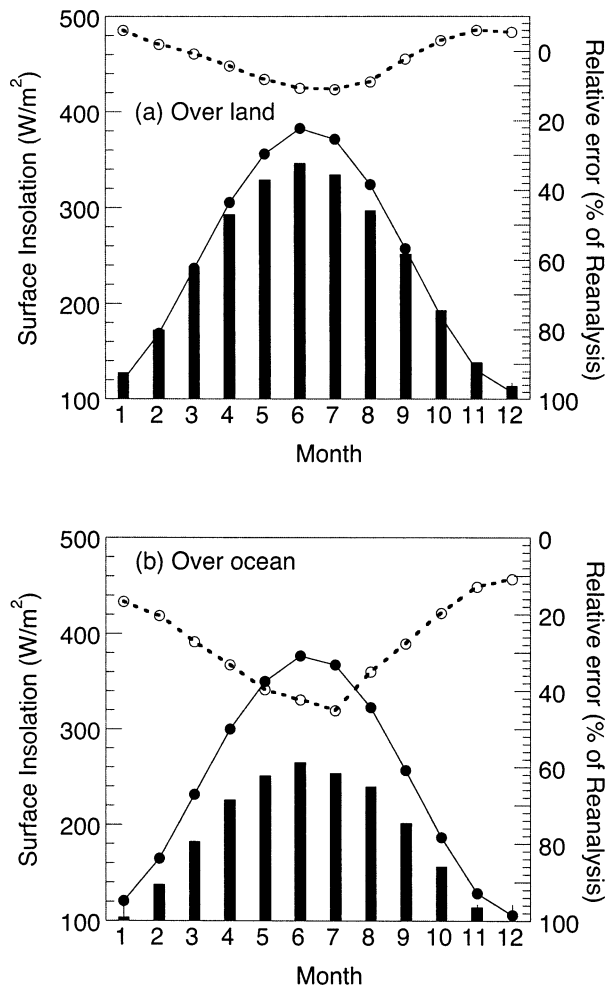 500
400
300
200
100
Surface Insolation (W/m²)
(a) Over land
0
20
40
60
80
100
Relative error (% of Reanalysis)
1 2 3 4 5 6 7 8 9 10 11 12
Month
500
400
300
200
100
Surface Insolation (W/m²)
(b) Over ocean
0
20
40
60
80
100
Relative error (% of Reanalysis)
1 2 3 4 5 6 7 8 9 10 11 12
Month